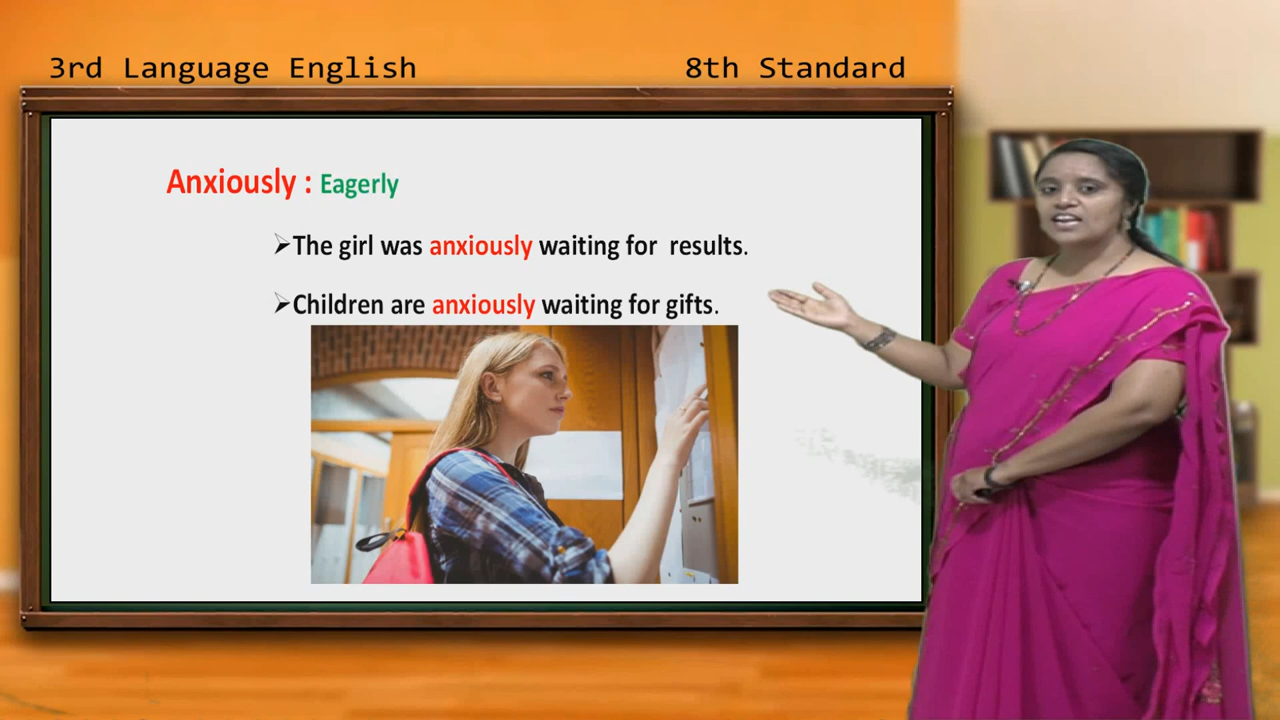 3rd Language English
8th Standard
Anxiously : Eagerly
➢The girl was anxiously waiting for results.
➢Children are anxiously waiting for gifts.